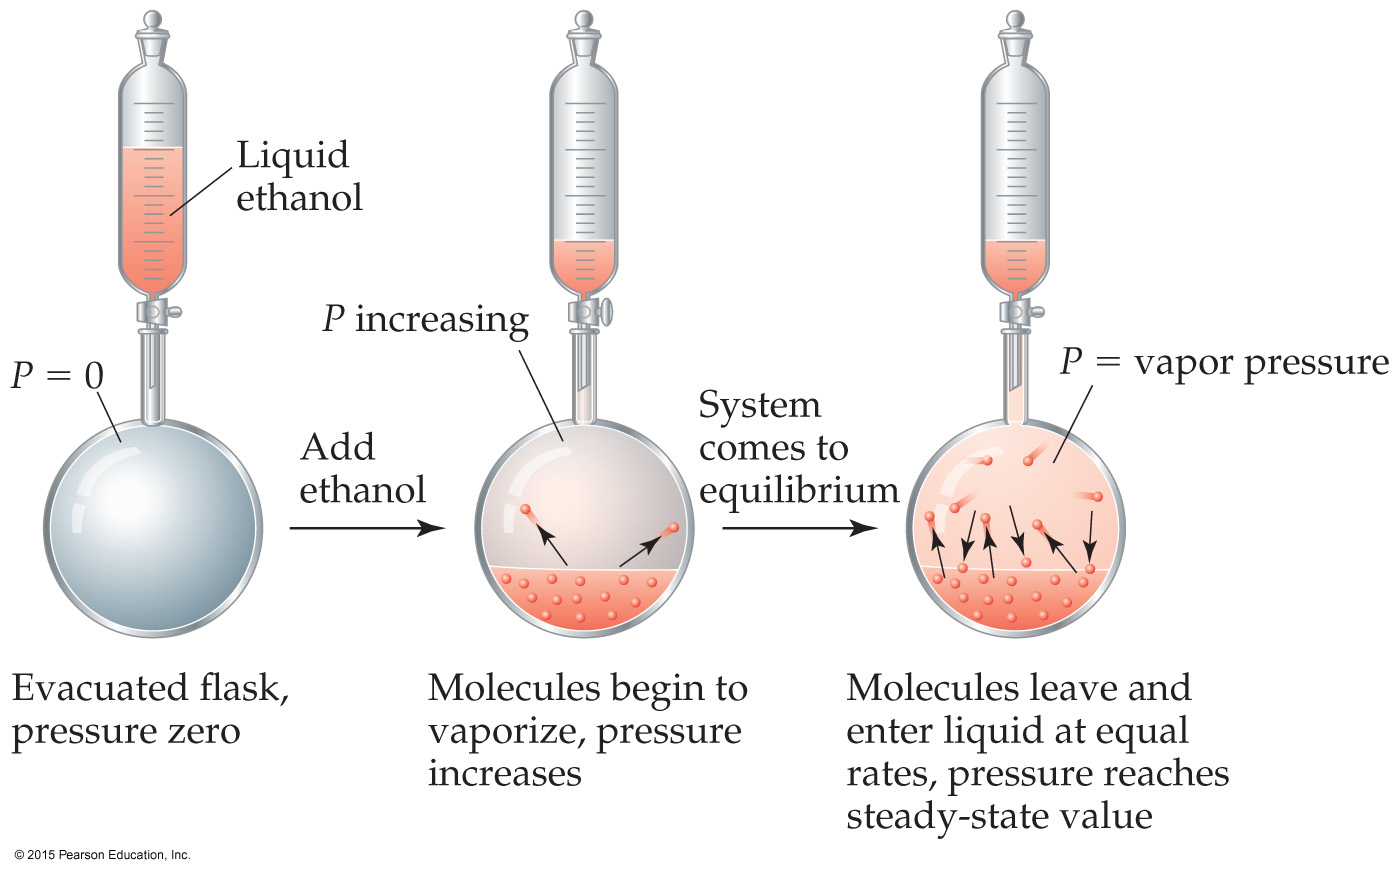 Liquid
ethanol
P increasing
P = 0
P = vapor pressure
Add
ethanol
System
comes to
equilibrium
Evacuated flask,
pressure zero
Molecules begin to
vaporize, pressure
increases
Molecules leave and
enter liquid at equal
rates, pressure reaches
steady-state value
© 2015 Pearson Education, Inc.